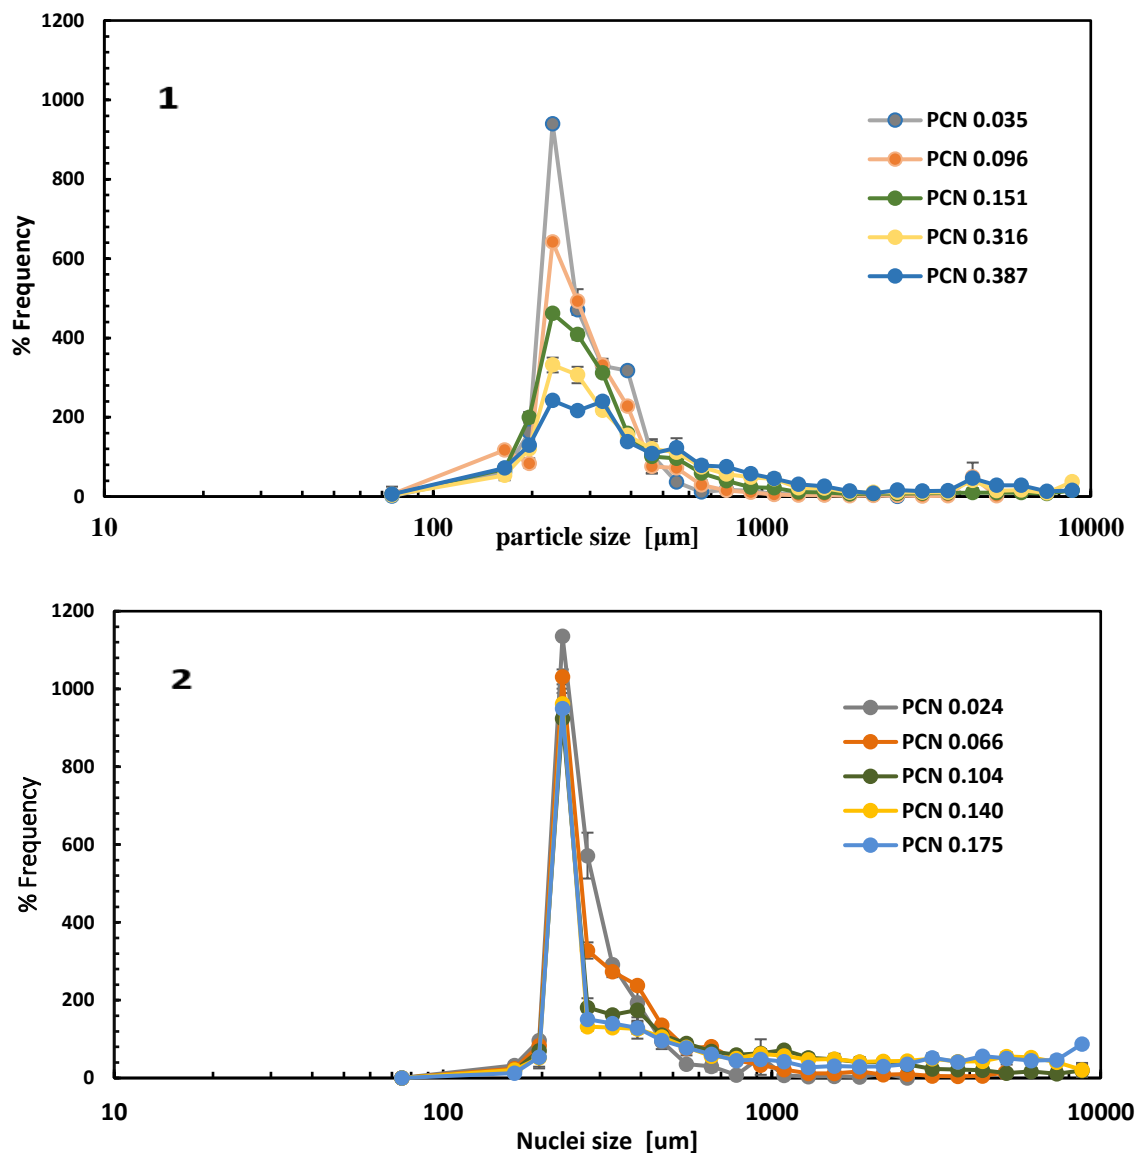 1200
1000
800
600
400
200
0
% Frequency
1
PCN 0.035
PCN 0.096
PCN 0.151
PCN 0.316
PCN 0.387
10
100
1000
10000
particle size [μm]
1200
1000
800
600
400
200
0
% Frequency
2
PCN 0.024
PCN 0.066
PCN 0.104
PCN 0.140
PCN 0.175
10
100
1000
10000
Nuclei size [um]